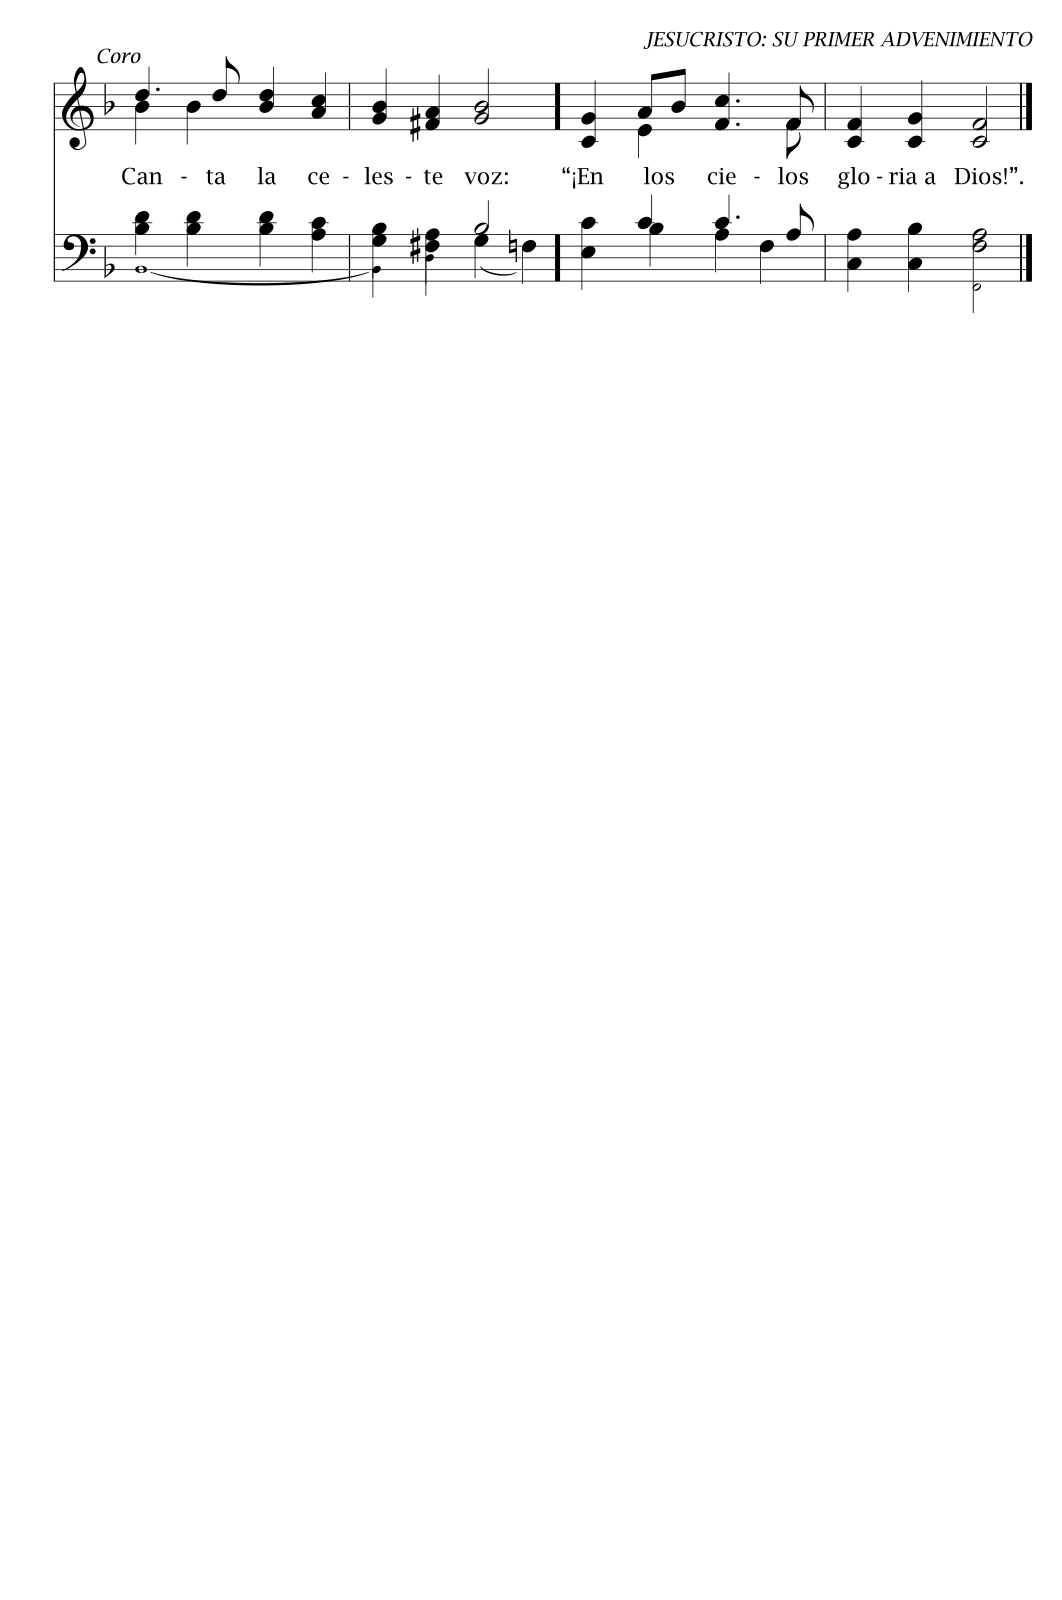 JESUCRISTO: SU PRIMER ADVENIMIENTO
Coro
Can - ta la ce - les - te voz: “¡En los cie - los glo - ria a Dios!”.